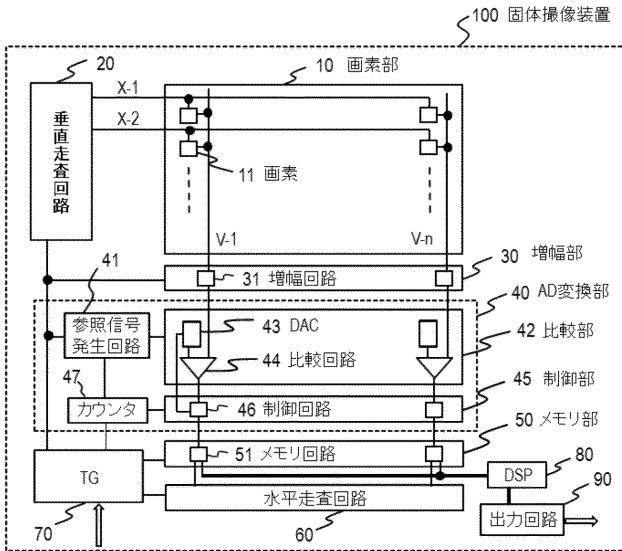 100 固体撮像装置
20
10 画素部
X-1
X-2
垂直走査回路
11 画素
V-1
V-n
30 増幅部
31 増幅回路
41
40 AD変換部
参照信号
発生回路
43 DAC
42 比較部
44 比較回路
47
45 制御部
カウンタ
46 制御回路
50 メモリ部
51 メモリ回路
80
TG
DSP
90
水平走査回路
出力回路
70
60